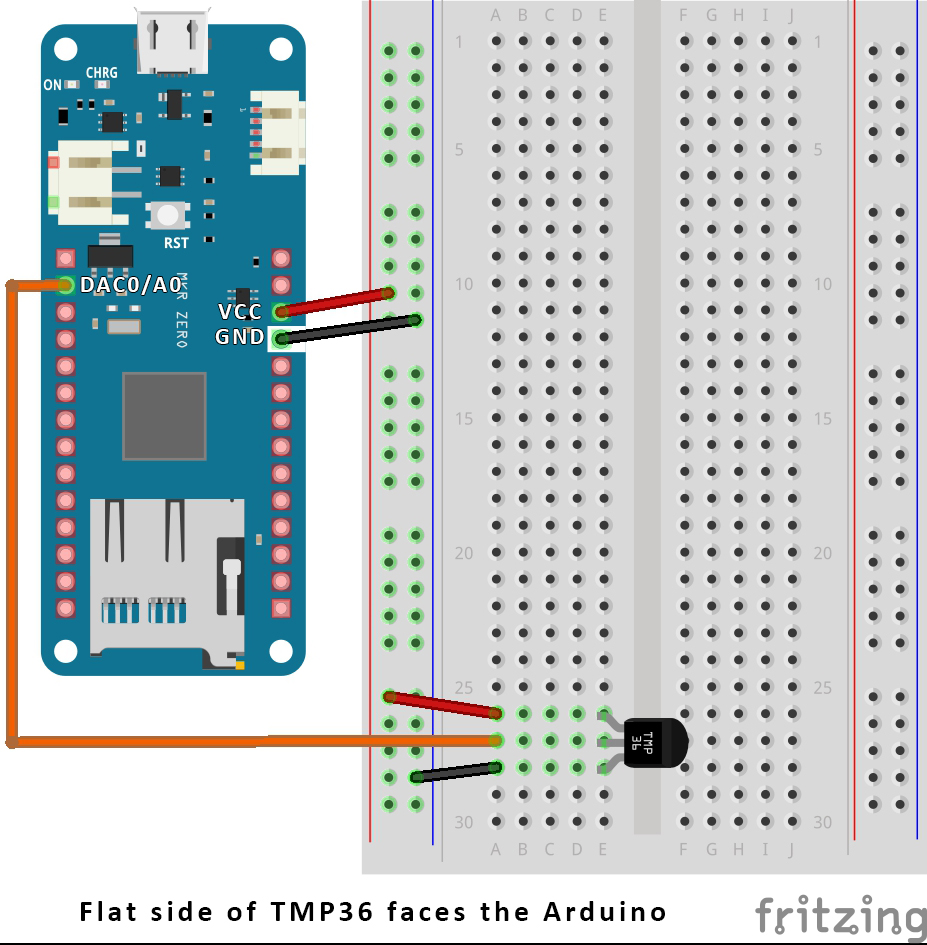 A B C D E F G H I J
1 1
CHRG
ON
5 5
RST
MKR ZERO
DAC0/A0
10 10
VCC
GND
15 15
20 20
25 25
TMP
36
30 30
A B C D E F G H I J
Flat side of TMP36 faces the Arduino
fritzing